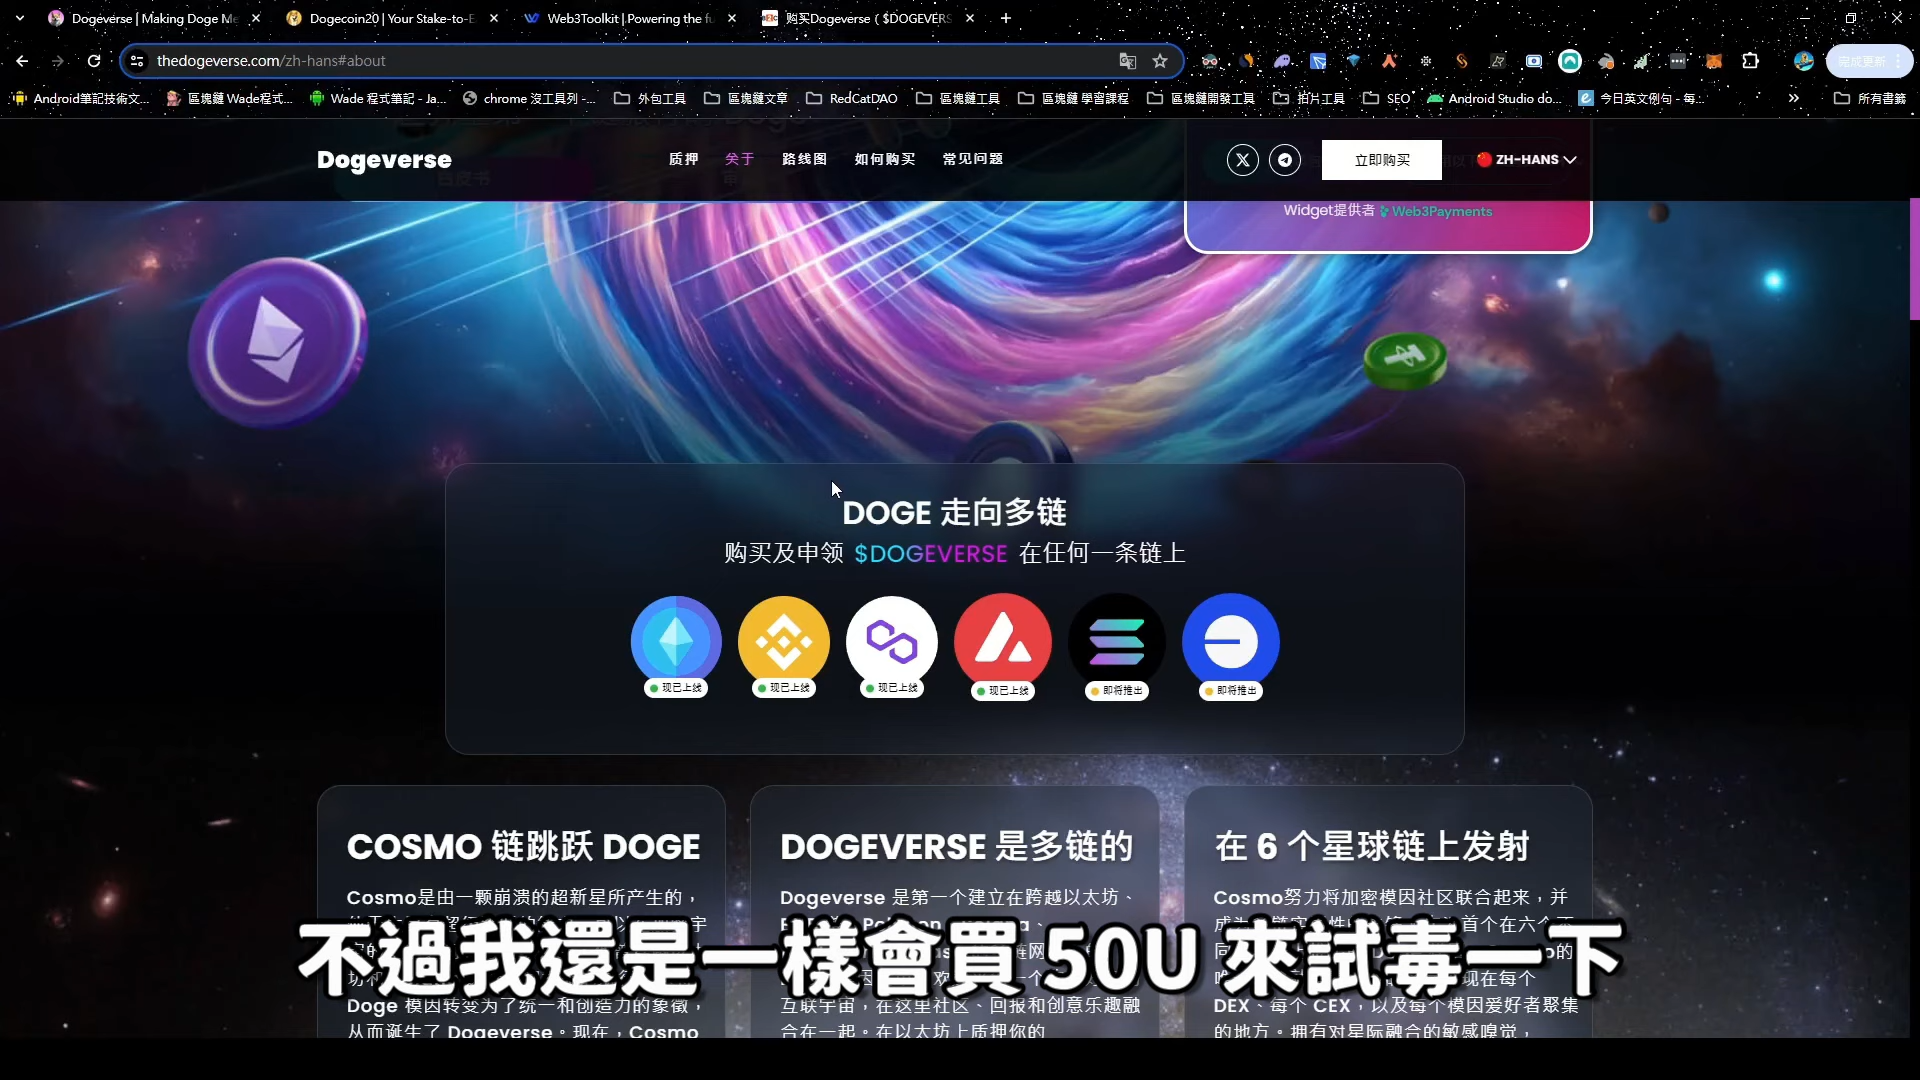 Dogeverse | Making Doge Me
Dogecoin20 | Your Stake-to-E
Web3Toolkit | Powering the fu
购买Dogeverse ( $DOGEVERS
thedogeverse.com/zh-hans#about
完成更新
Android筆記技術文...
區塊鏈 Wade程式...
Wade 程式筆記 - Ja...
chrome 沒工具列 -...
外包工具
區塊鏈文章
RedCatDAO
區塊鏈工具
區塊鏈 學習課程
區塊鏈開發工具
拍片工具
SEO
Android Studio do...
今日英文例句 - 每...
所有書籤
Dogeverse
质押
关于
路线图
如何购买
常见问题
立即购买
ZH-HANS
白皮书
Widget提供者 Web3Payments
DOGE 走向多链
购买及申领 $DOGEVERSE 在任何一条链上
现已上线
现已上线
现已上线
现已上线
即将推出
即将推出
COSMO 链跳跃 DOGE
Cosmo是由一颗崩溃的超新星所产生的，
Doge 模因转变为了统一和创造力的象徵，
从而诞生了 Dogeverse。现在，Cosmo
DOGEVERSE 是多链的
Dogeverse 是第一个建立在跨越以太坊、
互联宇宙，在这里社区、回报和创意乐趣融
合在一起。在以太坊上质押你的
在 6 个星球链上发射
Cosmo努力将加密模因社区联合起来，并
DEX、每个 CEX，以及每个模因爱好者聚集
的地方。拥有对星际融合的敏感嗅觉，
不過我還是一樣會買 50U 來試毒一下